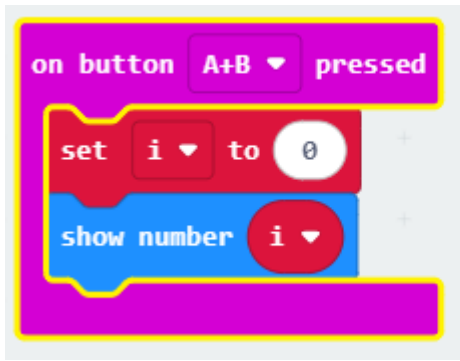 on button A+B pressed
set i to 0
show number i